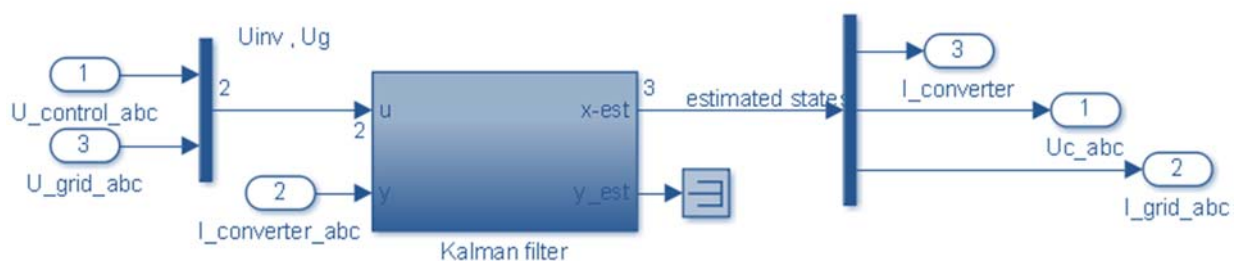 Uinv , Ug
1
U_control_abc
3
U_grid_abc
2
2
2
I_converter_abc
u
y
x-est
y_est
Kalman filter
3
estimated states
3
I_converter
1
Uc_abc
2
I_grid_abc